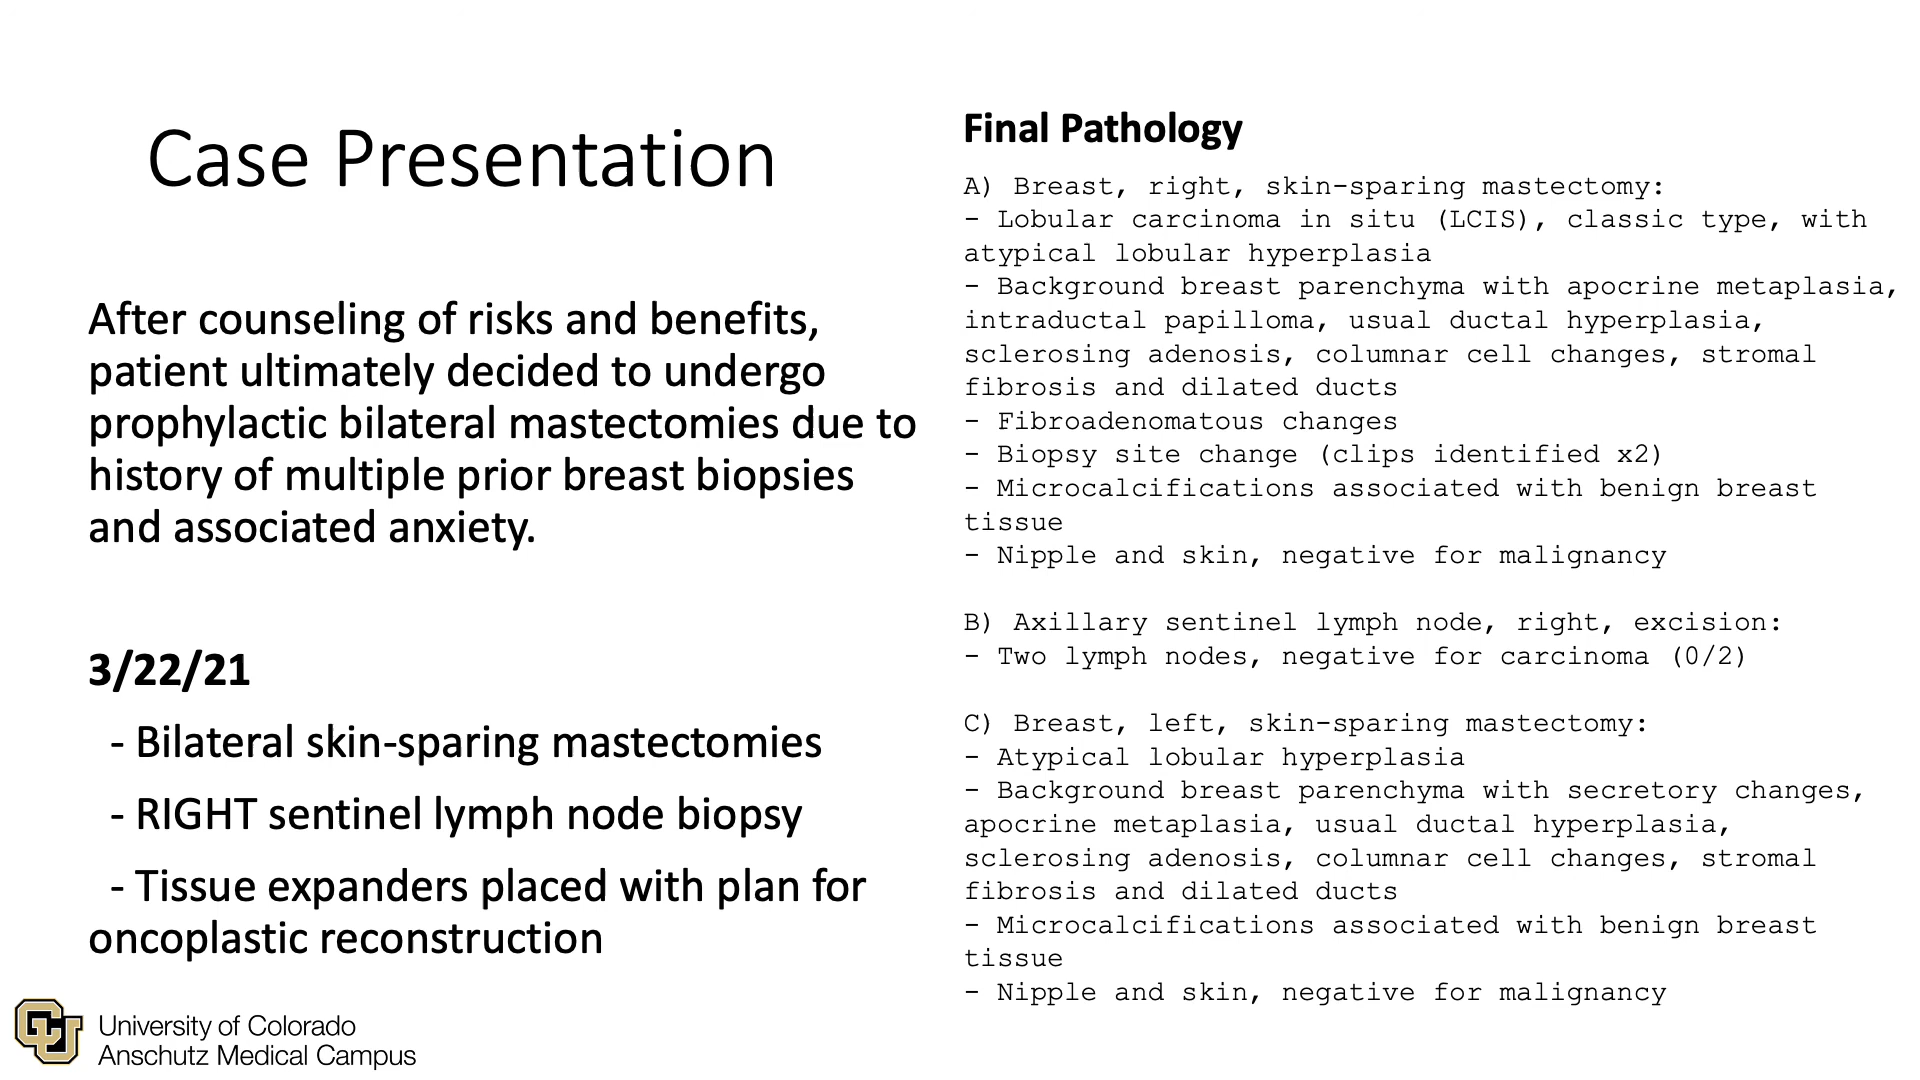 Case Presentation
After counseling of risks and benefits,
patient ultimately decided to undergo
prophylactic bilateral mastectomies due to
history of multiple prior breast biopsies
and associated anxiety.
3/22/21
- Bilateral skin-sparing mastectomies
- RIGHT sentinel lymph node biopsy
- Tissue expanders placed with plan for
oncoplastic reconstruction
Final Pathology
A) Breast, right, skin-sparing mastectomy:
- Lobular carcinoma in situ (LCIS), classic type, with
atypical lobular hyperplasia
- Background breast parenchyma with apocrine metaplasia,
intraductal papilloma, usual ductal hyperplasia,
sclerosing adenosis, columnar cell changes, stromal
fibrosis and dilated ducts
- Fibroadenomatous changes
- Biopsy site change (clips identified x2)
- Microcalcifications associated with benign breast
tissue
- Nipple and skin, negative for malignancy
B) Axillary sentinel lymph node, right, excision:
- Two lymph nodes, negative for carcinoma (0/2)
C) Breast, left, skin-sparing mastectomy:
- Atypical lobular hyperplasia
- Background breast parenchyma with secretory changes,
apocrine metaplasia, usual ductal hyperplasia,
sclerosing adenosis, columnar cell changes, stromal
fibrosis and dilated ducts
- Microcalcifications associated with benign breast
tissue
- Nipple and skin, negative for malignancy
CU
University of Colorado
Anschutz Medical Campus